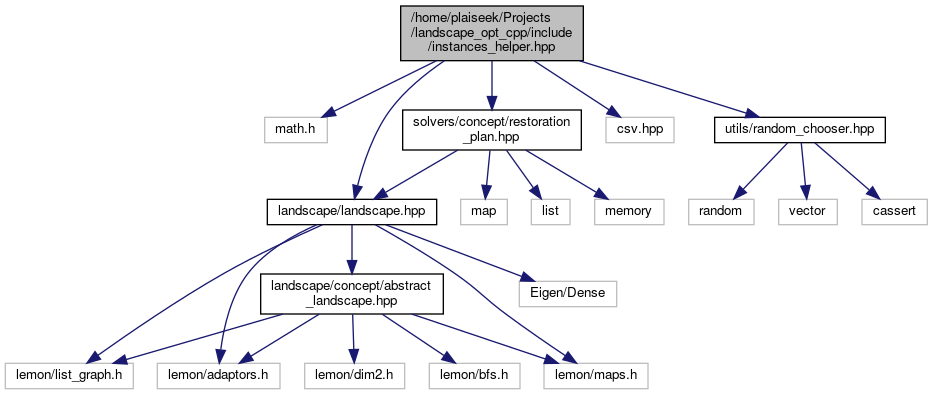 /home/plaiseek/Projects
/landscape_opt_cpp/include
/instances_helper.hpp
math.h
solvers/concept/restoration
_plan.hpp
csv.hpp
utils/random_chooser.hpp
landscape/landscape.hpp
map
list
memory
random
vector
cassert
landscape/concept/abstract
_landscape.hpp
Eigen/Dense
lemon/list_graph.h
lemon/adaptors.h
lemon/dim2.h
lemon/bfs.h
lemon/maps.h